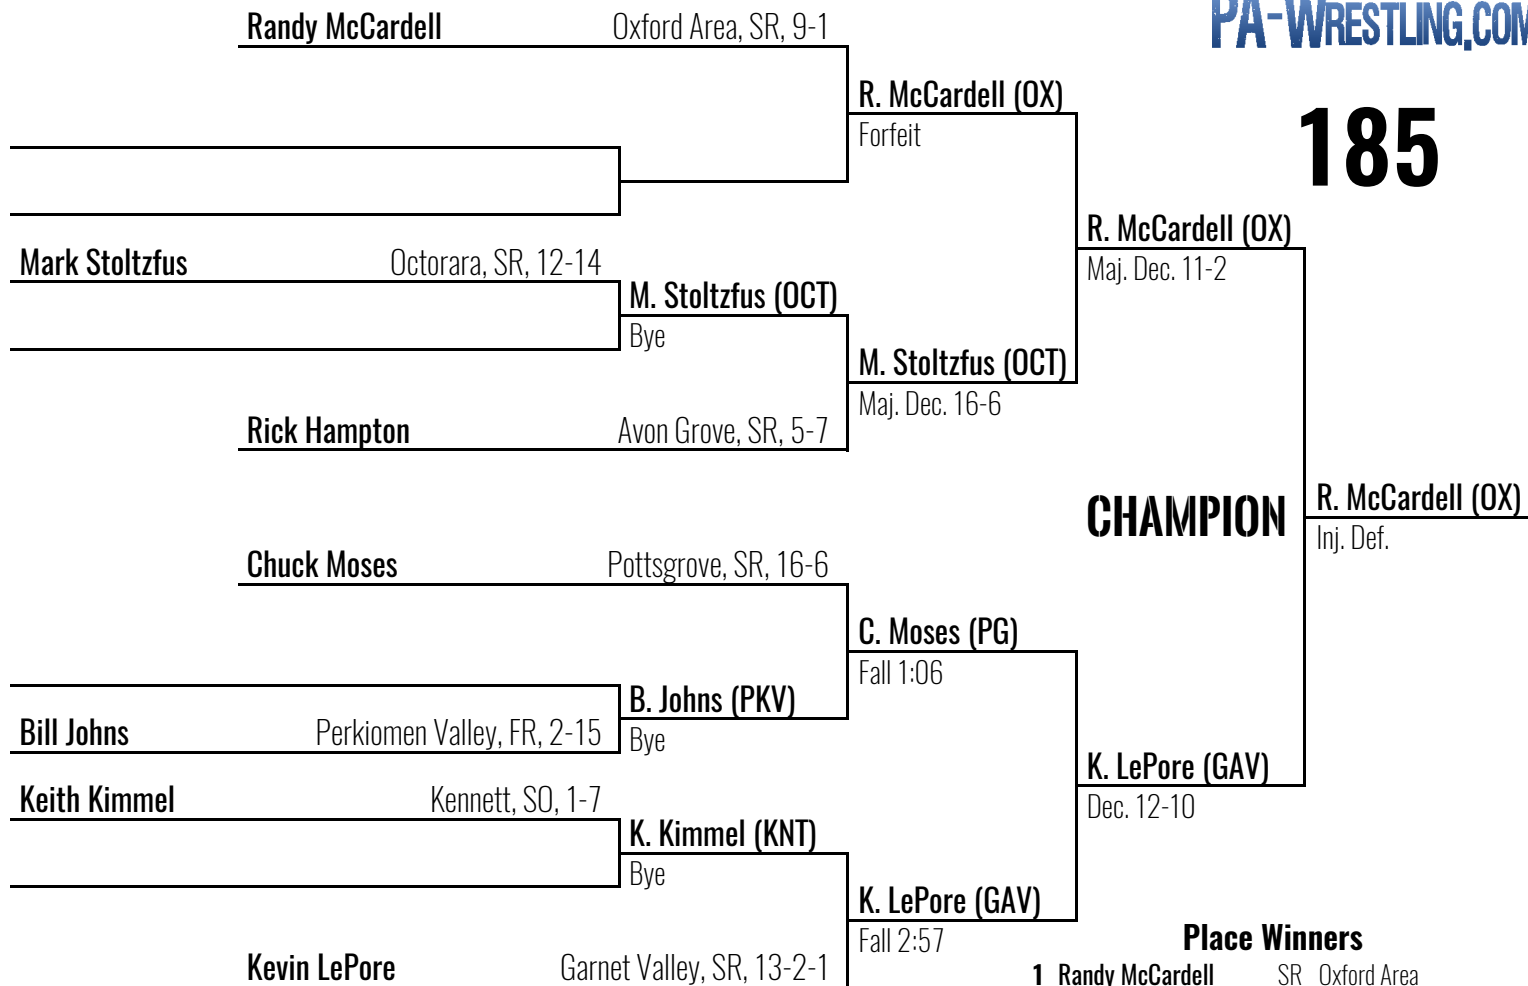 Randy McCardell Oxford Area, SR, 9-1
PA-WRESTLING.COM
R. McCardell (OX)
Forfeit
185
R. McCardell (OX)
Maj. Dec. 11-2
Mark Stoltzfus Octorara, SR, 12-14
M. Stoltzfus (OCT)
Bye
M. Stoltzfus (OCT)
Maj. Dec. 16-6
Rick Hampton Avon Grove, SR, 5-7
CHAMPION
R. McCardell (OX)
Inj. Def.
Chuck Moses Pottsgrove, SR, 16-6
C. Moses (PG)
Fall 1:06
B. Johns (PKV)
Bill Johns Perkiomen Valley, FR, 2-15
Bye
K. LePore (GAV)
Dec. 12-10
Keith Kimmel Kennett, SO, 1-7
K. Kimmel (KNT)
Bye
K. LePore (GAV)
Fall 2:57
Kevin LePore Garnet Valley, SR, 13-2-1
Place Winners
1 Randy McCardell SR Oxford Area